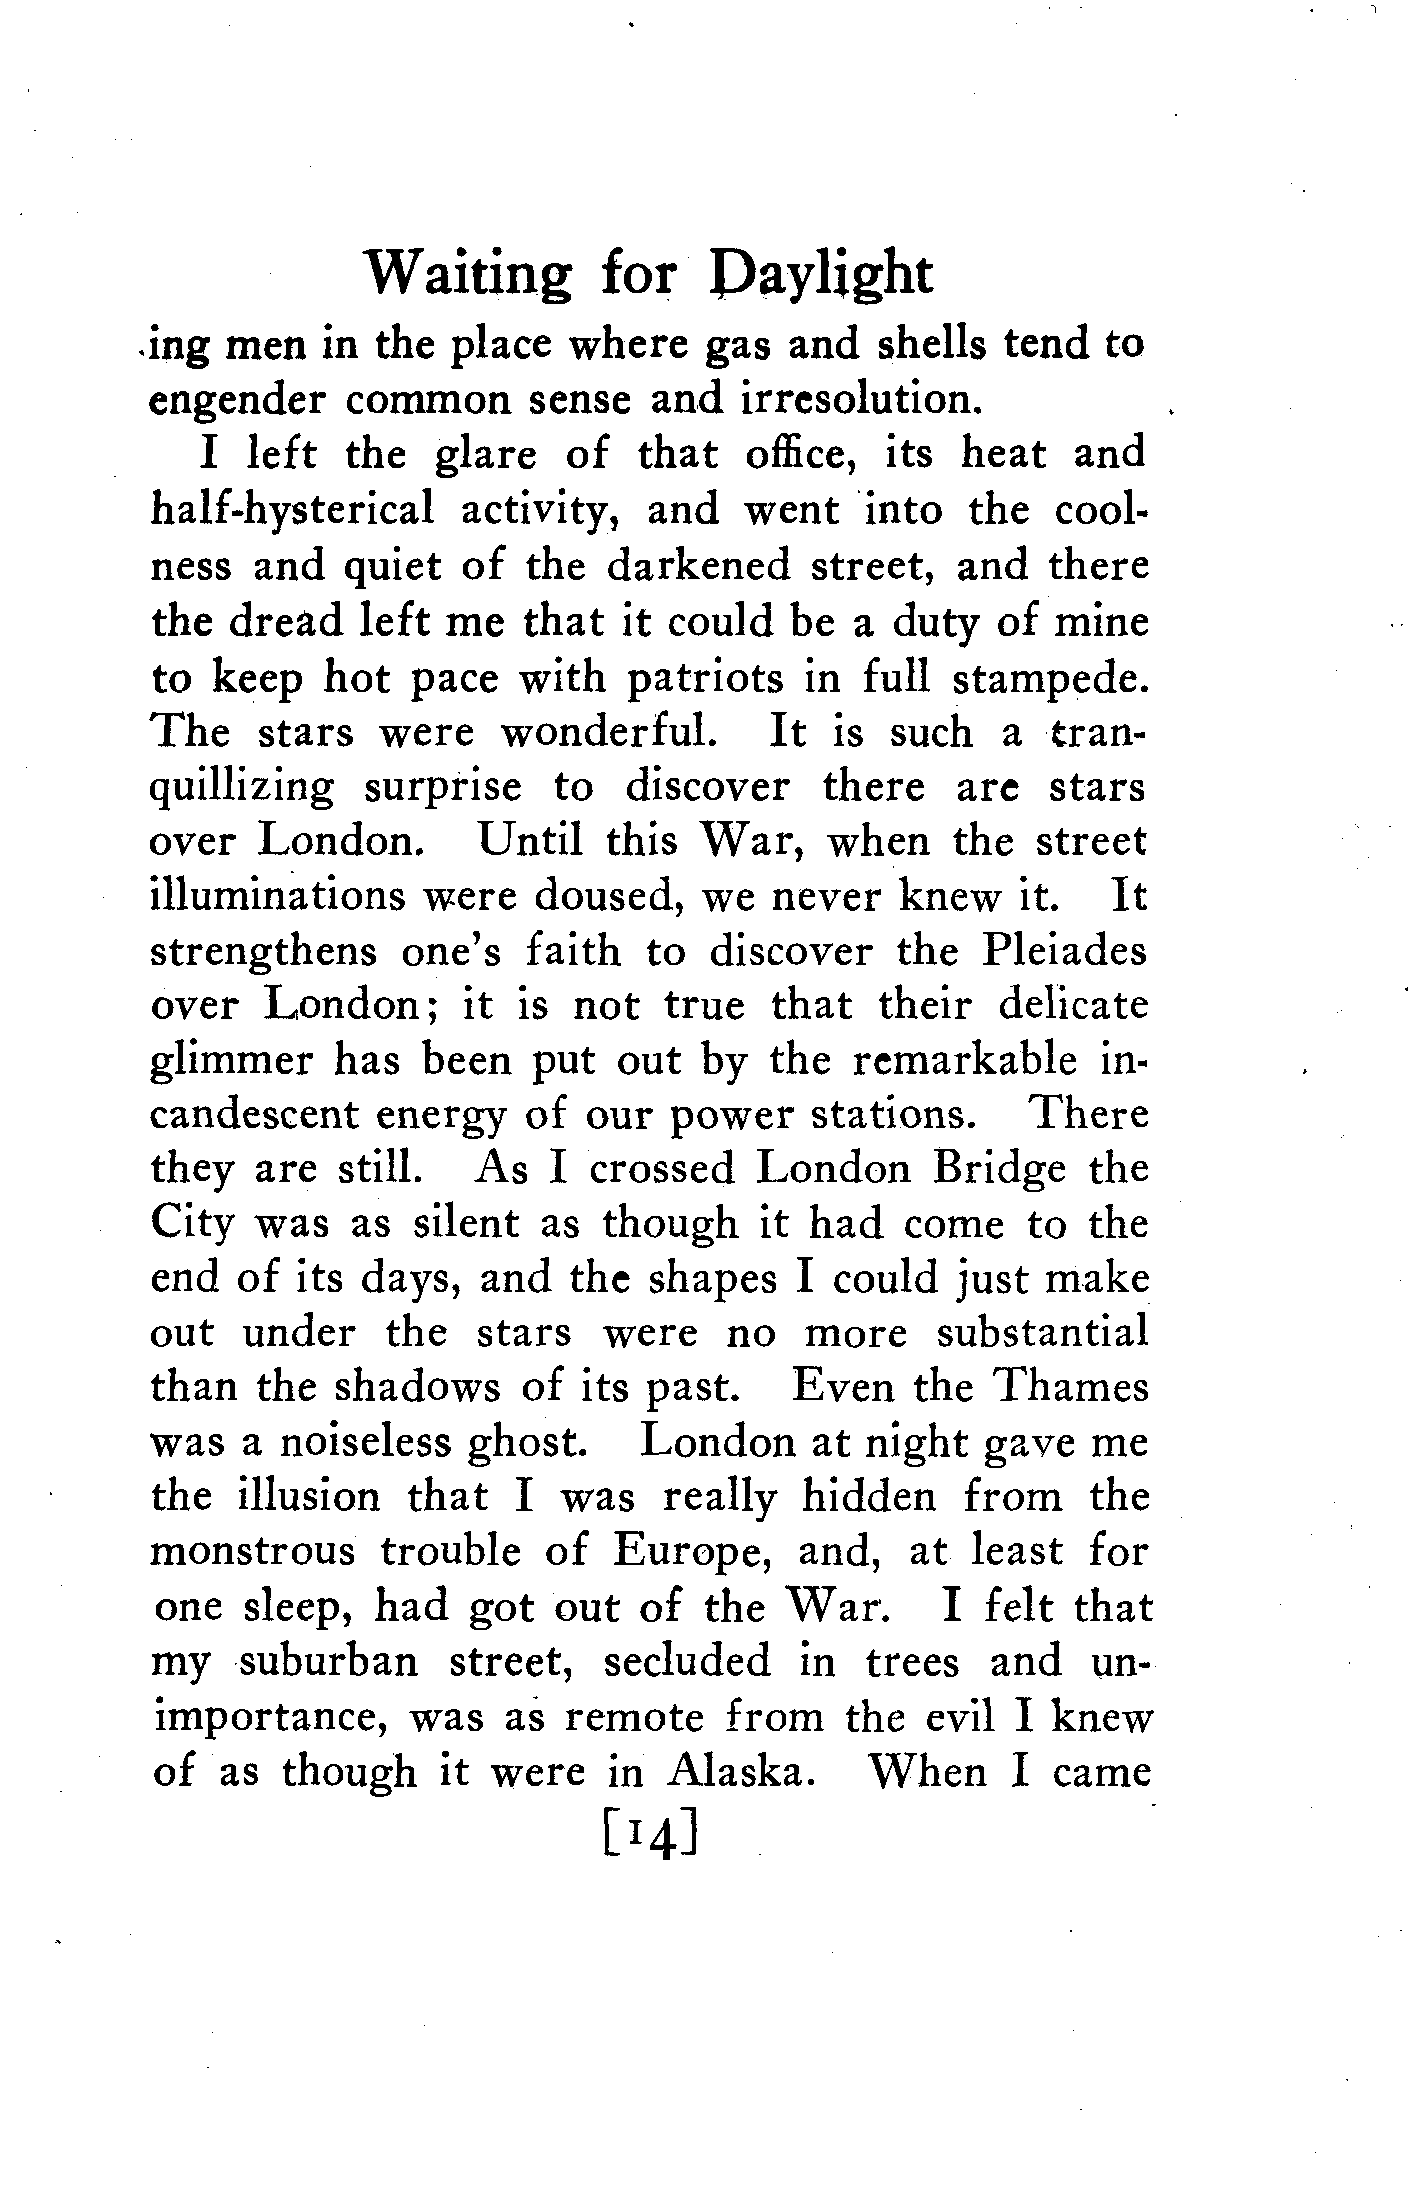 Waiting for Daylight
ing men in the place where gas and shells tend to
engender common sense and irresolution.
I left the glare of that office, its heat and
half-hysterical activity, and went into the cool-
ness and quiet of the darkened street, and there
the dread left me that it could be a duty of mine
to keep hot pace with patriots in full stampede.
The stars were wonderful. It is such a tran-
quillizing surprise to discover there are stars
over London. Until this War, when the street
illuminations were doused, we never knew it. It
strengthens one's faith to discover the Pleiades
over London; it is not true that their delicate
glimmer has been put out by the remarkable in-
candescent energy of our power stations. There
they are still. As I crossed London Bridge the
City was as silent as though it had come to the
end of its days, and the shapes I could just make
out under the stars were no more substantial
than the shadows of its past. Even the Thames
was a noiseless ghost. London at night gave me
the illusion that I was really hidden from the
monstrous trouble of Europe, and, at least for
one sleep, had got out of the War. I felt that
my suburban street, secluded in trees and un-
importance, was as remote from the evil I knew
of as though it were in Alaska. When I came
[14]